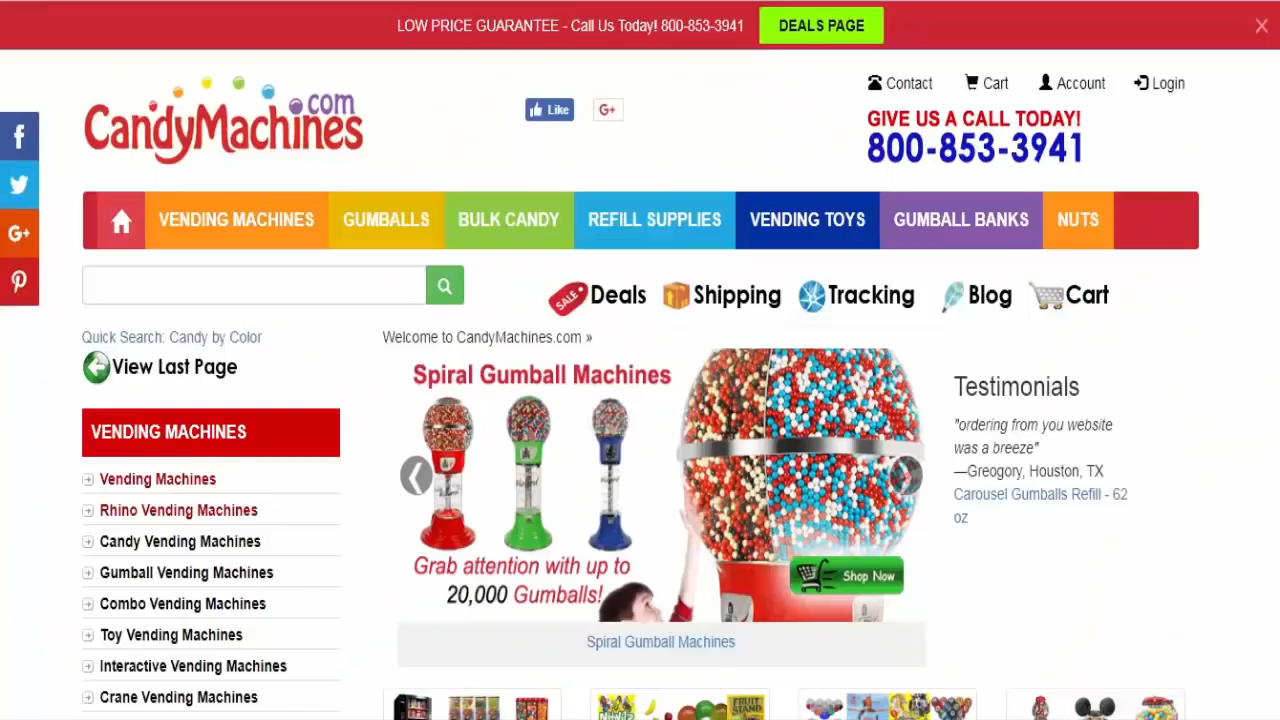 LOW PRICE GUARANTEE - Call Us Today! 800-853-3941
DEALS PAGE
CandyMachines.com
Like
G+
Contact
Cart
Account
Login
GIVE US A CALL TODAY!
800-853-3941
VENDING MACHINES
GUMBALLS
BULK CANDY
REFILL SUPPLIES
VENDING TOYS
GUMBALL BANKS
NUTS
SALE
Deals
Shipping
Tracking
Blog
Cart
Quick Search: Candy by Color
View Last Page
Welcome to CandyMachines.com »
VENDING MACHINES
Vending Machines
Rhino Vending Machines
Candy Vending Machines
Gumball Vending Machines
Combo Vending Machines
Toy Vending Machines
Interactive Vending Machines
Crane Vending Machines
Spiral Gumball Machines
Grab attention with up to
20,000 Gumballs!
Shop Now
Spiral Gumball Machines
Testimonials
"ordering from you website
was a breeze"
—Greogory, Houston, TX
Carousel Gumballs Refill - 62
oz
FRUIT
STAND